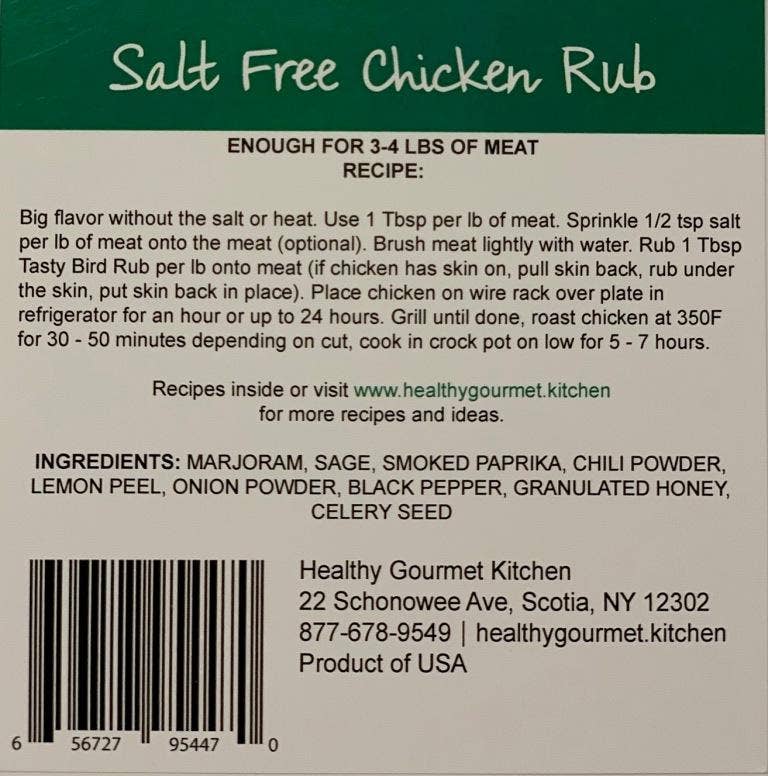 Salt Free Chicken Rub
ENOUGH FOR 3-4 LBS OF MEAT
RECIPE:
Big flavor without the salt or heat. Use 1 Tbsp per lb of meat. Sprinkle 1/2 tsp salt
per lb of meat onto the meat (optional). Brush meat lightly with water. Rub 1 Tbsp
Tasty Bird Rub per lb onto meat (if chicken has skin on, pull skin back, rub under
the skin, put skin back in place). Place chicken on wire rack over plate in
refrigerator for an hour or up to 24 hours. Grill until done, roast chicken at 350F
for 30 - 50 minutes depending on cut, cook in crock pot on low for 5 - 7 hours.
Recipes inside or visit www.healthygourmet.kitchen
for more recipes and ideas.
INGREDIENTS: MARJORAM, SAGE, SMOKED PAPRIKA, CHILI POWDER,
LEMON PEEL, ONION POWDER, BLACK PEPPER, GRANULATED HONEY,
CELERY SEED
Healthy Gourmet Kitchen
22 Schonowee Ave, Scotia, NY 12302
877-678-9549 | healthygourmet.kitchen
Product of USA
6 56727 95447 0